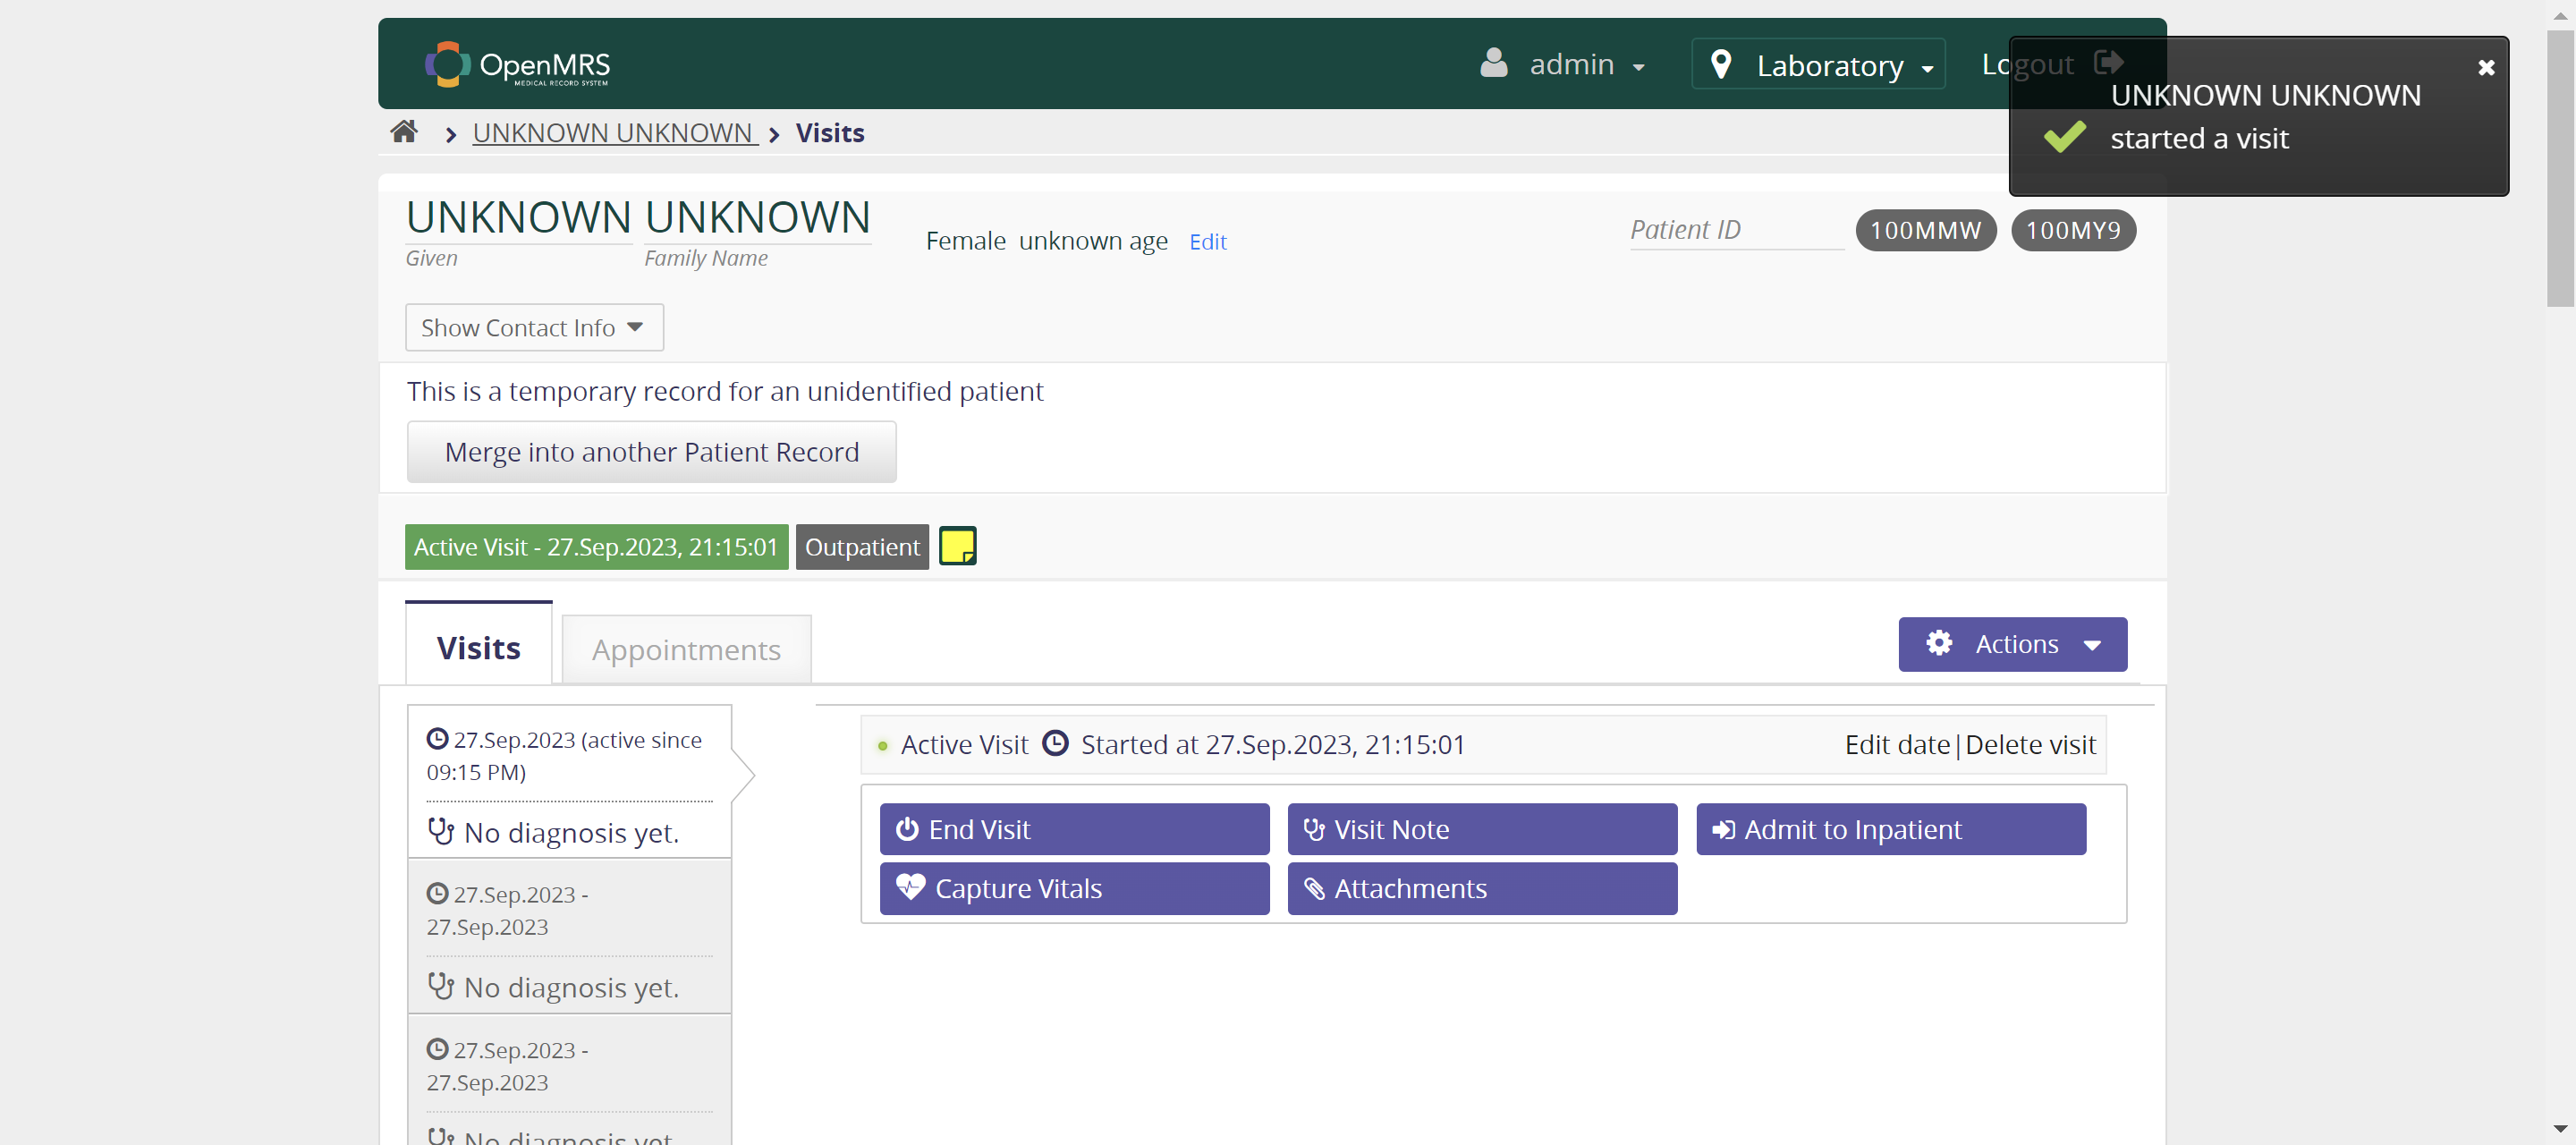 OpenMRS
MEDICAL RECORD SYSTEM
admin
Laboratory
Logout
UNKNOWN UNKNOWN
started a visit
UNKNOWN UNKNOWN
Visits
UNKNOWN UNKNOWN
Given
Family Name
Female unknown age Edit
Patient ID
100MMW
100MY9
Show Contact Info
This is a temporary record for an unidentified patient
Merge into another Patient Record
Active Visit - 27.Sep.2023, 21:15:01
Outpatient
Visits
Appointments
Actions
27.Sep.2023 (active since
09:15 PM)
No diagnosis yet.
27.Sep.2023 -
27.Sep.2023
No diagnosis yet.
27.Sep.2023 -
27.Sep.2023
No diagnosis yet
Active Visit Started at 27.Sep.2023, 21:15:01
Edit date|Delete visit
End Visit
Visit Note
Admit to Inpatient
Capture Vitals
Attachments